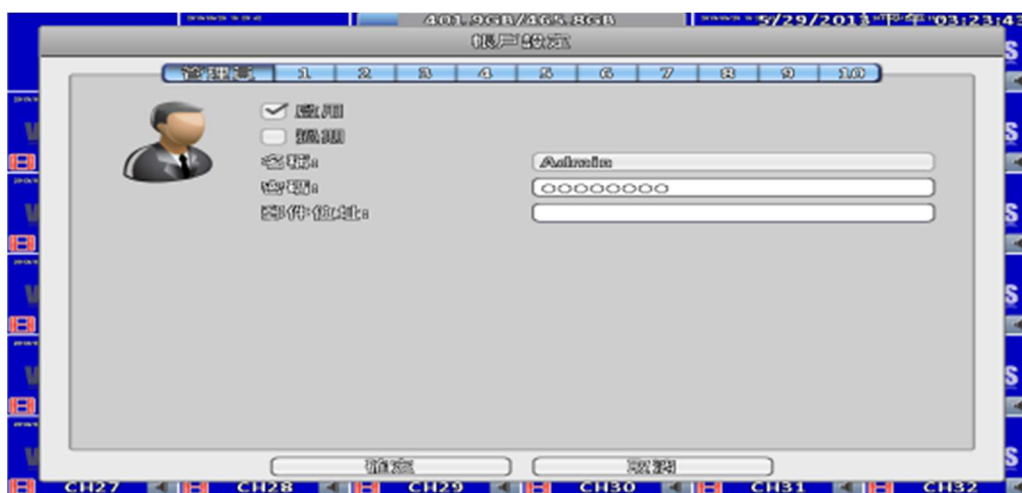 401.9GB/465.8GB 5/29/2013 下午 03:23:4
帳戶設定
管理員 1 2 3 4 5 6 7 8 9 10
啟用
名稱: Admin
密碼: oooooooo
郵件位址:
確定 取消
CH27 CH28 CH29 CH30 CH31 CH32